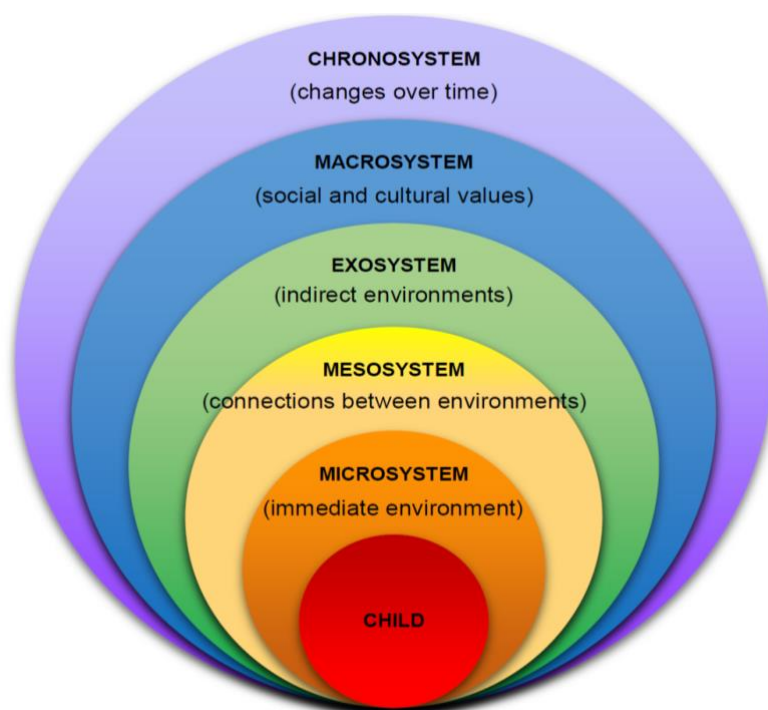 CHRONOSYSTEM
(changes over time)
MACROSYSTEM
(social and cultural values)
EXOSYSTEM
(indirect environments)
MESOSYSTEM
(connections between environments)
MICROSYSTEM
(immediate environment)
CHILD